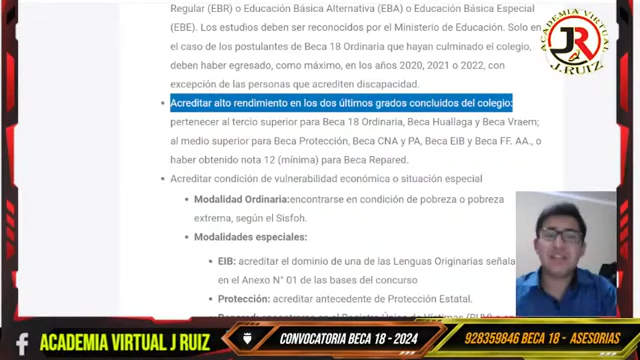 Regular (EBR) o Educación Básica Alternativa (EBA) o Educación Básica Especial
(EBE). Los estudios deben ser reconocidos por el Ministerio de Educación. Solo en
el caso de los postulantes de Beca 18 Ordinaria que hayan culminado el colegio,
deben haber egresado, como máximo, en los años 2020, 2021 o 2022, con
excepción de las personas que acrediten discapacidad.
• Acreditar alto rendimiento en los dos últimos grados concluidos del colegio:
pertenecer al tercio superior para Beca 18 Ordinaria, Beca Huallaga y Beca Vraem;
al medio superior para Beca Protección, Beca CNA y PA, Beca EIB y Beca FF. AA., o
haber obtenido nota 12 (mínima) para Beca Repared.
• Acreditar condición de vulnerabilidad económica o situación especial
• Modalidad Ordinaria:encontrarse en condición de pobreza o pobreza
extrema, según el Sisfoh.
• Modalidades especiales:
• EIB: acreditar el dominio de una de las Lenguas Originarias señala
en el Anexo N° 01 de las bases del concurso
• Protección: acreditar antecedente de Protección Estatal.
ACADEMIA VIRTUAL
JR
J.RUIZ
f ACADEMIA VIRTUAL J RUIZ
CONVOCATORIA BECA 18 - 2024
928359846 BECA 18 - ASESORIAS